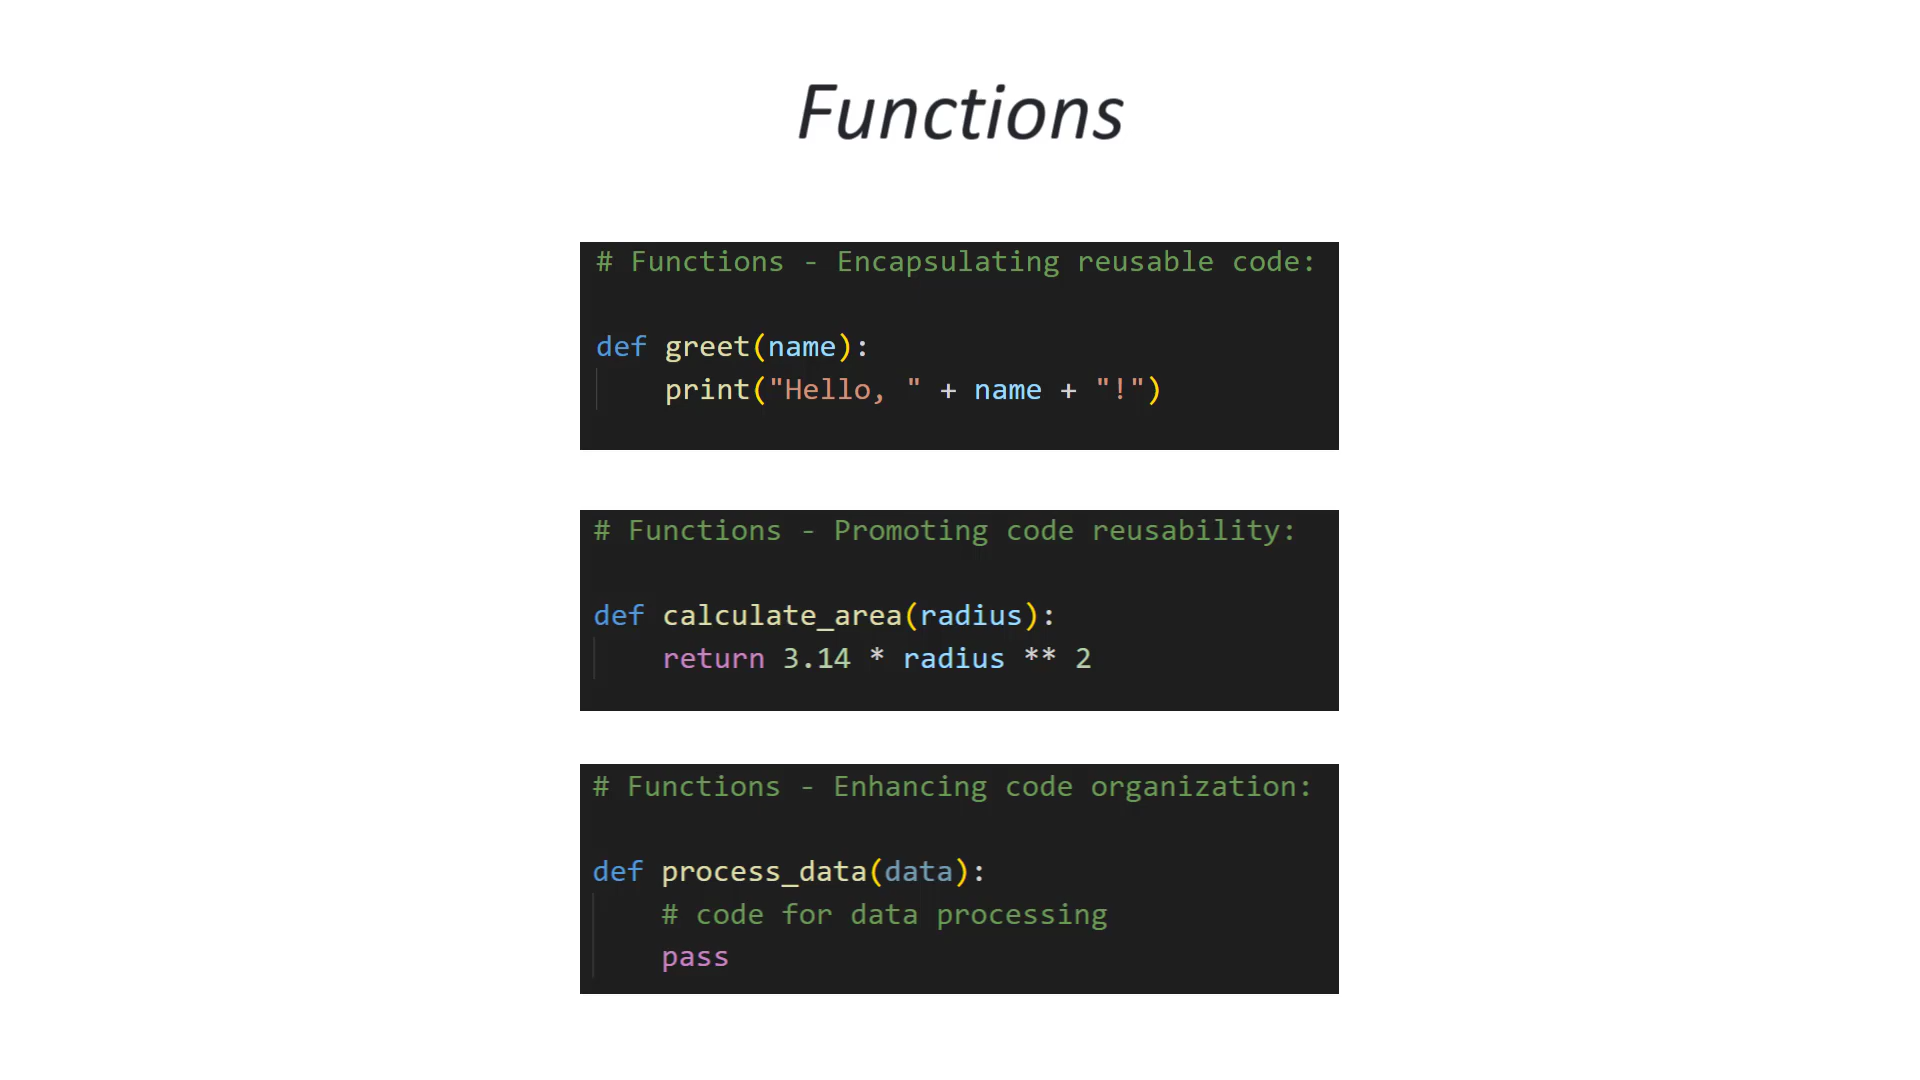 Functions
# Functions - Encapsulating reusable code:
def greet(name):
    print("Hello, " + name + "!")
# Functions - Promoting code reusability:
def calculate_area(radius):
    return 3.14 * radius ** 2
# Functions - Enhancing code organization:
def process_data(data):
    # code for data processing
    pass